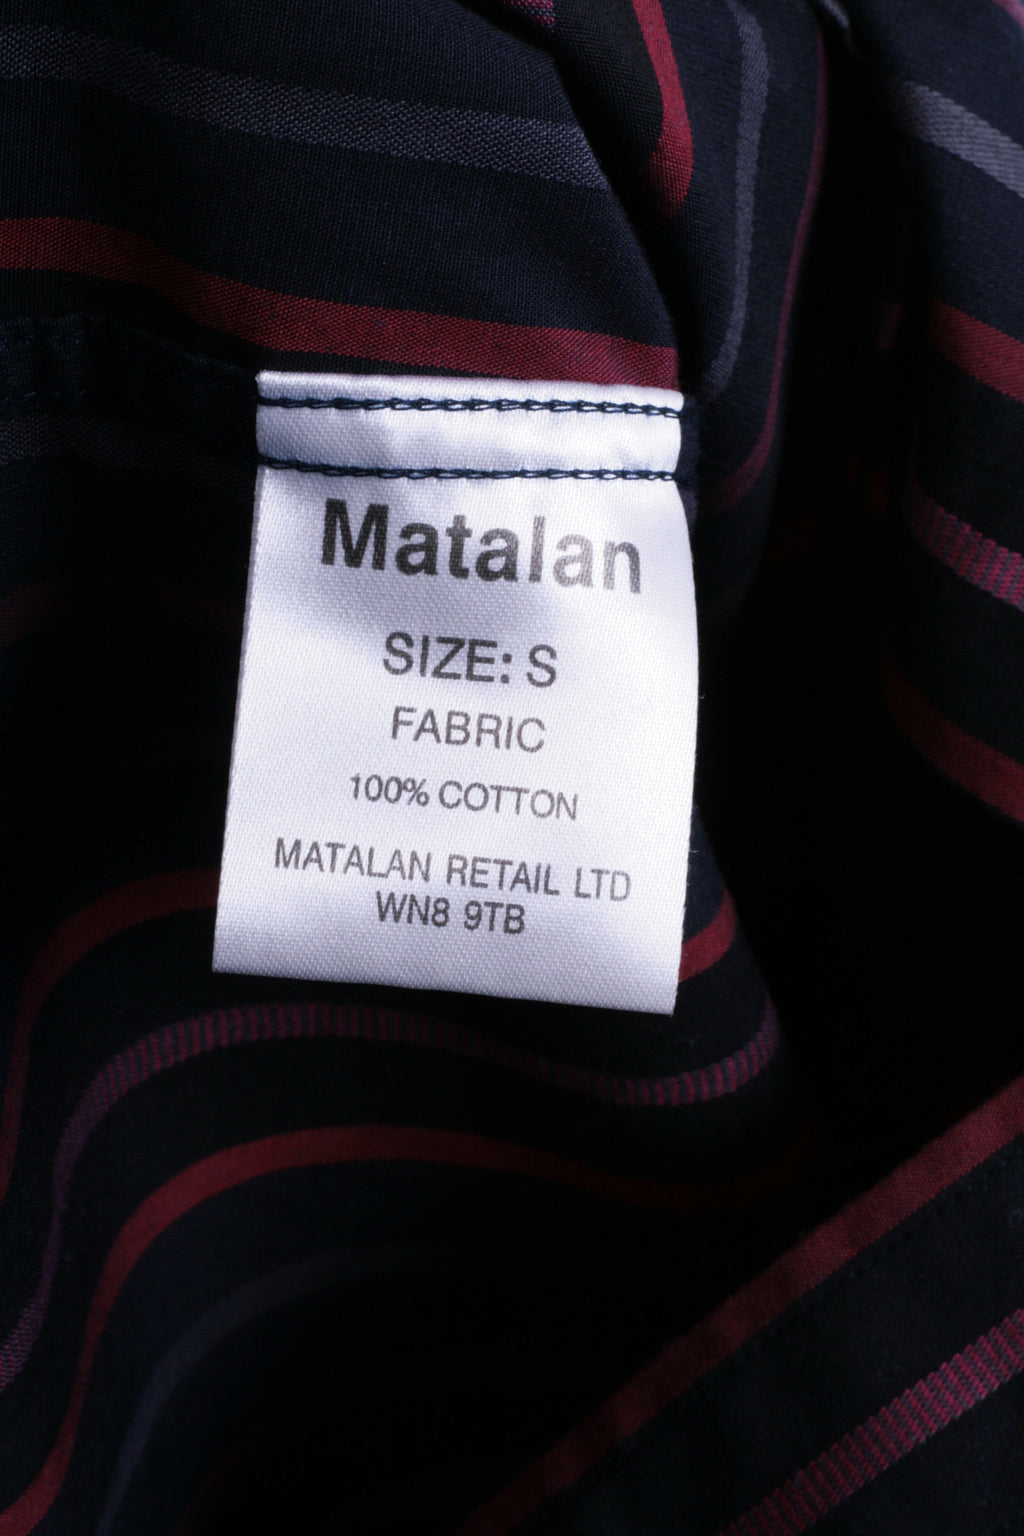 Matalan
SIZE: S
FABRIC
100% COTTON
MATALAN RETAIL LTD
WN8 9TB